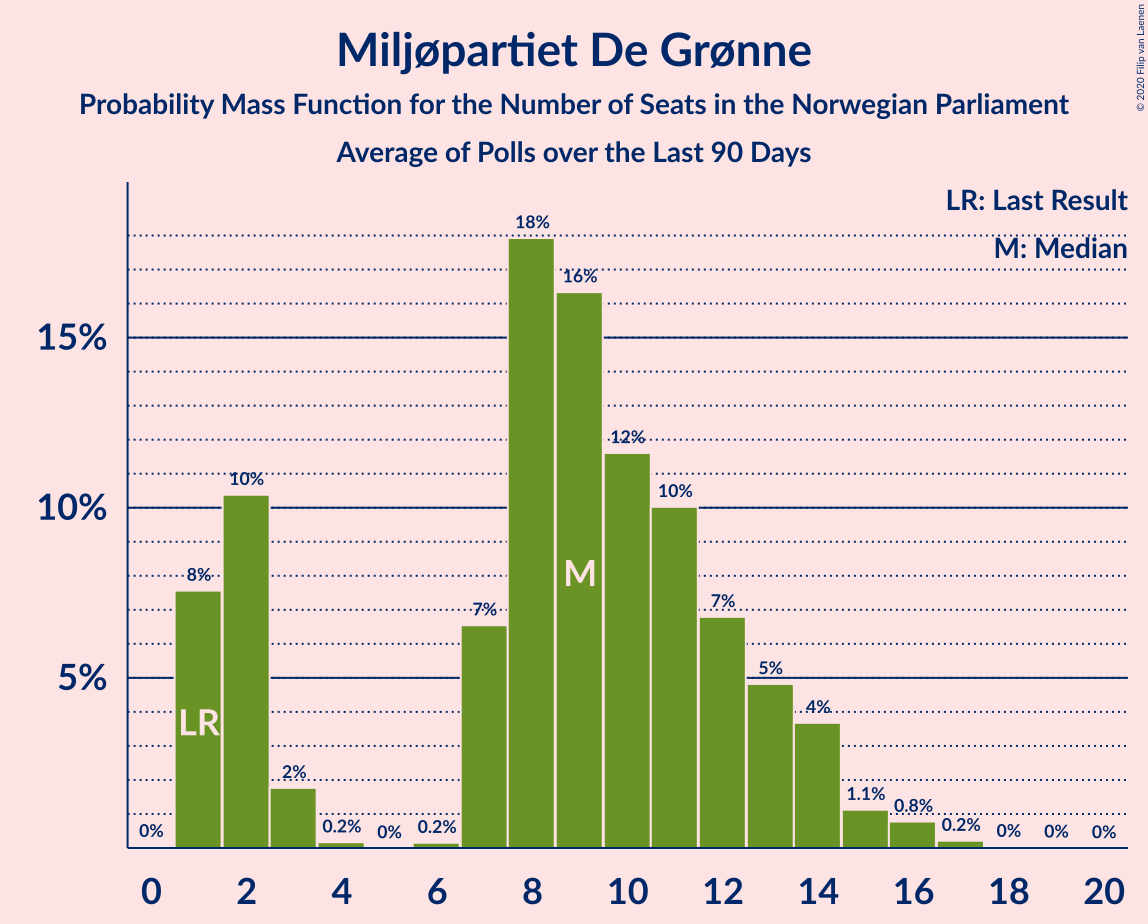 Miljøpartiet De Grønne
Probability Mass Function for the Number of Seats in the Norwegian Parliament
Average of Polls over the Last 90 Days
© 2020 Filip van Laenen
LR: Last Result
M: Median
18%
16%
15%
12%
10%
10%
10%
8%
M
7%
7%
5%
5%
4%
LR
2%
1.1%
0.8%
0% 0.2% 0% 0.2% 0.2% 0% 0% 0%
0 2 4 6 8 10 12 14 16 18 20